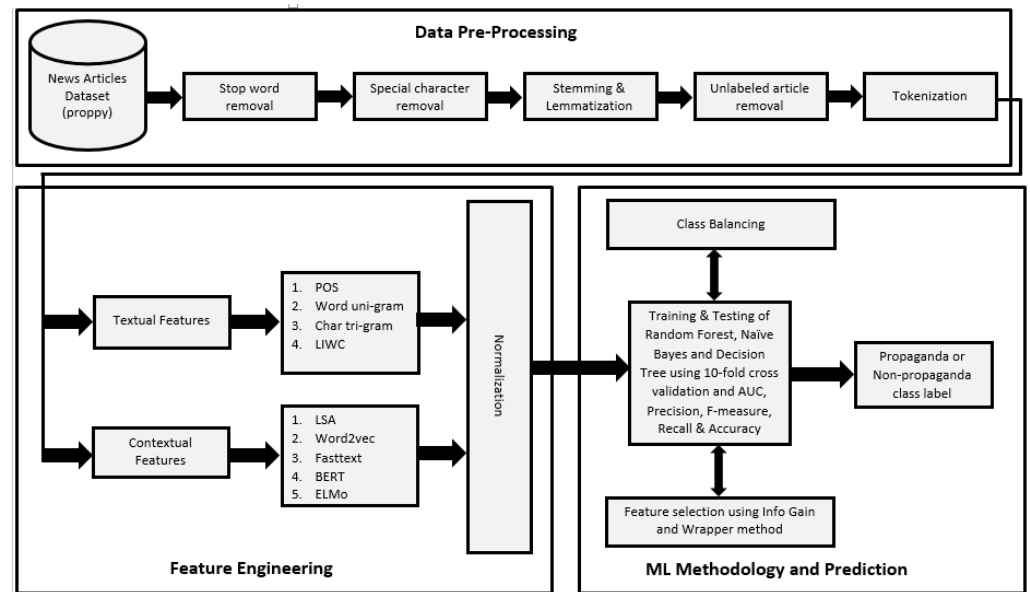 Data Pre-Processing
News Articles
Dataset
(proppy)
Stop word
removal
Special character
removal
Stemming &
Lemmatization
Unlabeled article
removal
Tokenization
Textual Features
1. POS
2. Word uni-gram
3. Char tri-gram
4. LIWC
Contextual
Features
1. LSA
2. Word2vec
3. Fasttext
4. BERT
5. ELMo
Normalization
Feature Engineering
Class Balancing
Training & Testing of
Random Forest, Naïve
Bayes and Decision
Tree using 10-fold cross
validation and AUC,
Precision, F-measure,
Recall & Accuracy
Propaganda or
Non-propaganda
class label
Feature selection using Info Gain
and Wrapper method
ML Methodology and Prediction